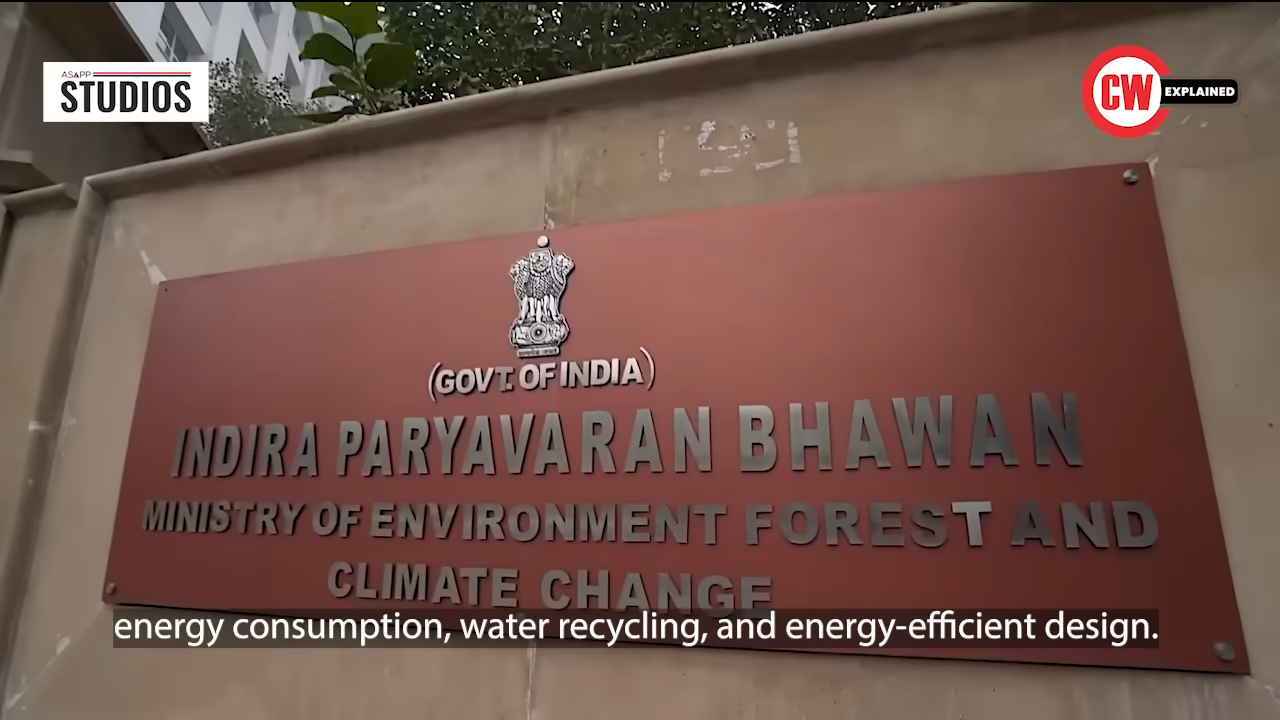 ASAPP
STUDIOS
CW EXPLAINED
(GOVT. OF INDIA)
INDIRA PARYAVARAN BHAWAN
MINISTRY OF ENVIRONMENT FOREST AND
CLIMATE CHANGE
energy consumption, water recycling, and energy-efficient design.